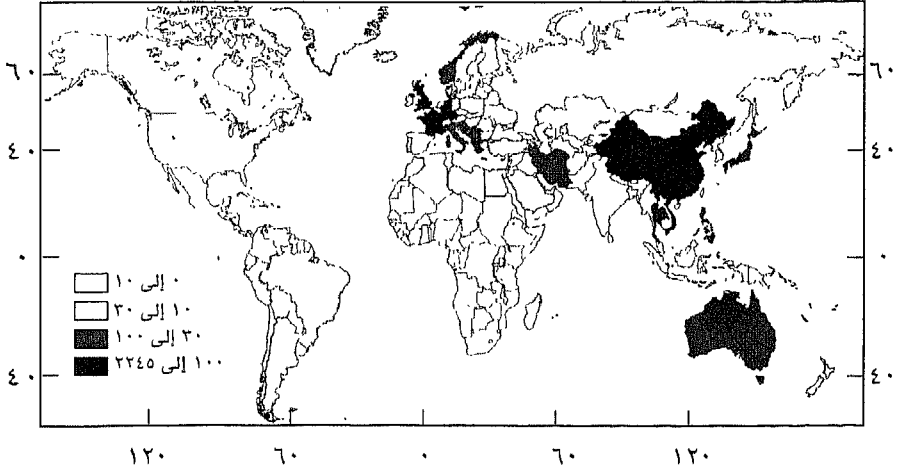 ٦٠ ٦٠
٤٠ ٤٠
٠ ٠
٠ إلى ١٠
١٠ إلى ٣٠
٣٠ إلى ١٠٠
١٠٠ إلى ٢٢٤٥
٤٠ ٤٠
١٢٠ ٦٠ ٠ ٦٠ ١٢٠